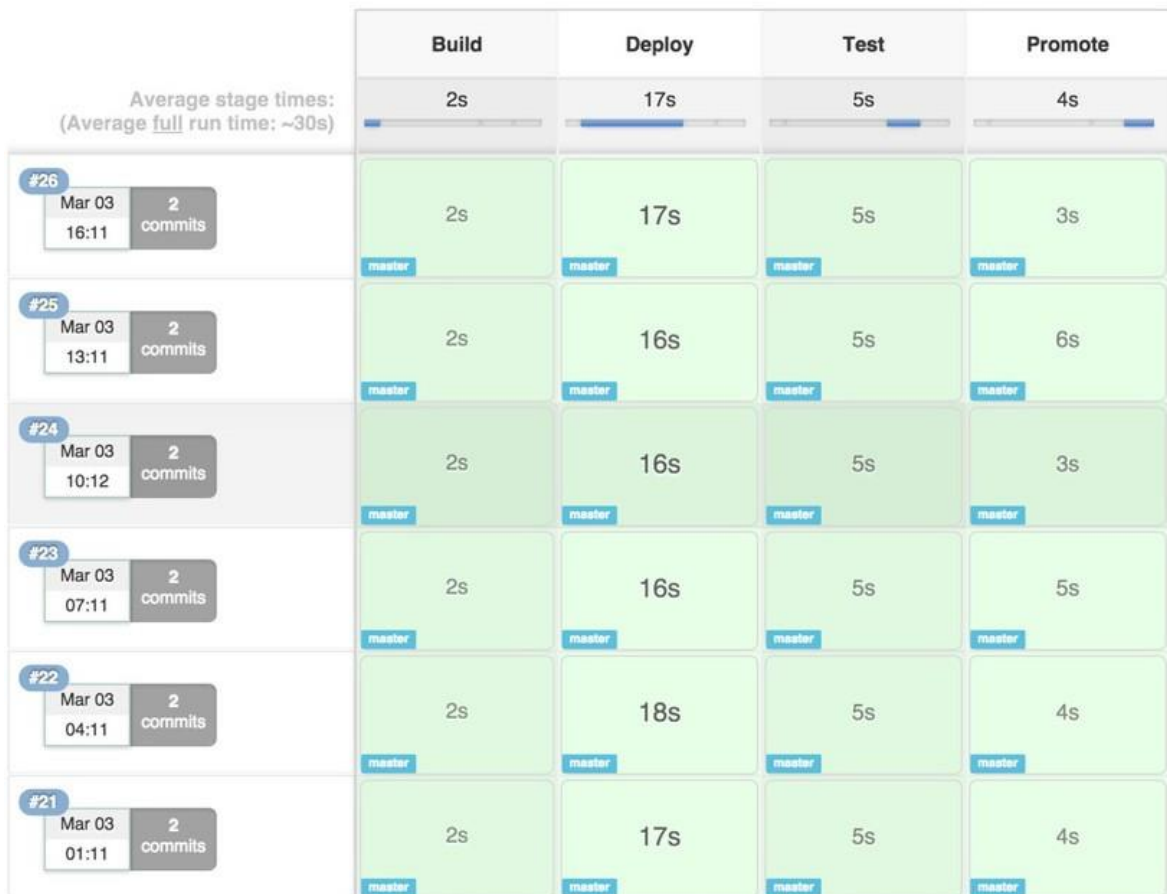 Build Deploy Test Promote
Average stage times: 2s 17s 5s 4s
(Average full run time: ~30s)
#26
Mar 03 2
16:11 commits
2s 17s 5s 3s
master master master master
#25
Mar 03 2
13:11 commits
2s 16s 5s 6s
master master master master
#24
Mar 03 2
10:12 commits
2s 16s 5s 3s
master master master master
#23
Mar 03 2
07:11 commits
2s 16s 5s 5s
master master master master
#22
Mar 03 2
04:11 commits
2s 18s 5s 4s
master master master master
#21
Mar 03 2
01:11 commits
2s 17s 5s 4s
master master master master